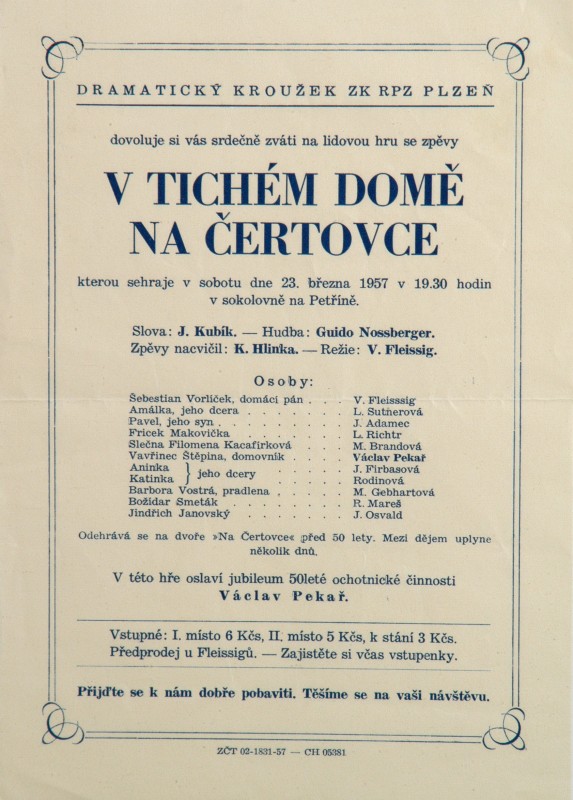 DRAMATICKÝ KROUŽEK ZK RPZ PLZEŇ
dovoluje si vás srdečně zváti na lidovou hru se zpěvy
V TICHÉM DOMĚ
NA ČERTOVCE
kterou sehraje v sobotu dne 23. března 1957 v 19.30 hodin
v sokolovně na Petříně.
Slova: J. Kubík. — Hudba: Guido Nossberger.
Zpěvy nacvičil: K. Hlinka. — Režie: V. Fleissig.
Osoby:
Šebestian Vorlíček, domácí pán . . . V. Fleisssig
Amálka, jeho dcera . . . . . . . L. Sutnerová
Pavel, jeho syn . . . . . . . . . J. Adamec
Fricek Makovička . . . . . . . . L. Richtr
Slečna Filomena Kacafírková . . . . M. Brandová
Vavřinec Štěpina, domovník . . . . Václav Pekař
Aninka } jeho dcery . . . . . J. Firbasová
Katinka } Rodinová
Barbora Vostrá, pradlena . . . . . M. Gebhartová
Božidar Smeták . . . . . . . . R. Mareš
Jindřich Janovský . . . . . . . . J. Osvald
Odehrává se na dvoře »Na Čertovce« před 50 lety. Mezi dějem uplyne
několik dnů.
V této hře oslaví jubileum 50leté ochotnické činnosti
Václav Pekař.
Vstupné: I. místo 6 Kčs, II. místo 5 Kčs, k stání 3 Kčs.
Předprodej u Fleissigů. — Zajistěte si včas vstupenky.
Přijďte se k nám dobře pobaviti. Těšíme se na vaši návštěvu.
ZČT 02-1831-57 — CH 05381